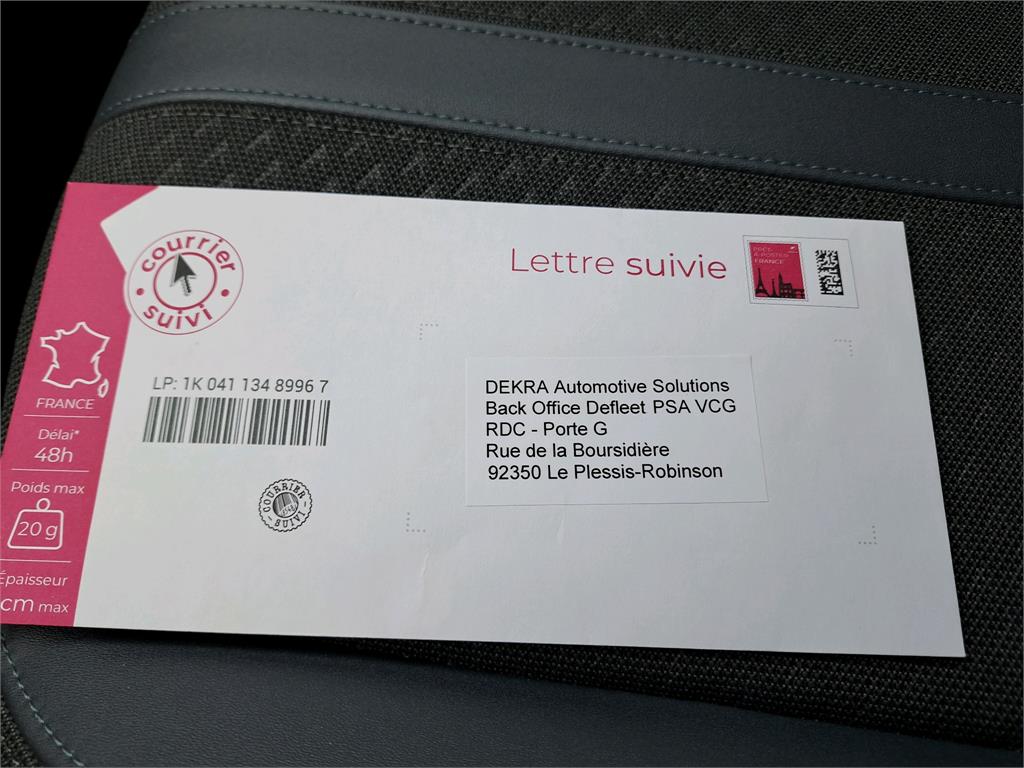 courrier
suivi
Lettre suivie
PRÊT-
À-POSTER
FRANCE
FRANCE
Délai*
48h
Poids max
20 g
Épaisseur
cm max
LP: 1K 041 134 8996 7
COURRIER
SUIVI
DEKRA Automotive Solutions
Back Office Defleet PSA VCG
RDC - Porte G
Rue de la Boursidière
92350 Le Plessis-Robinson